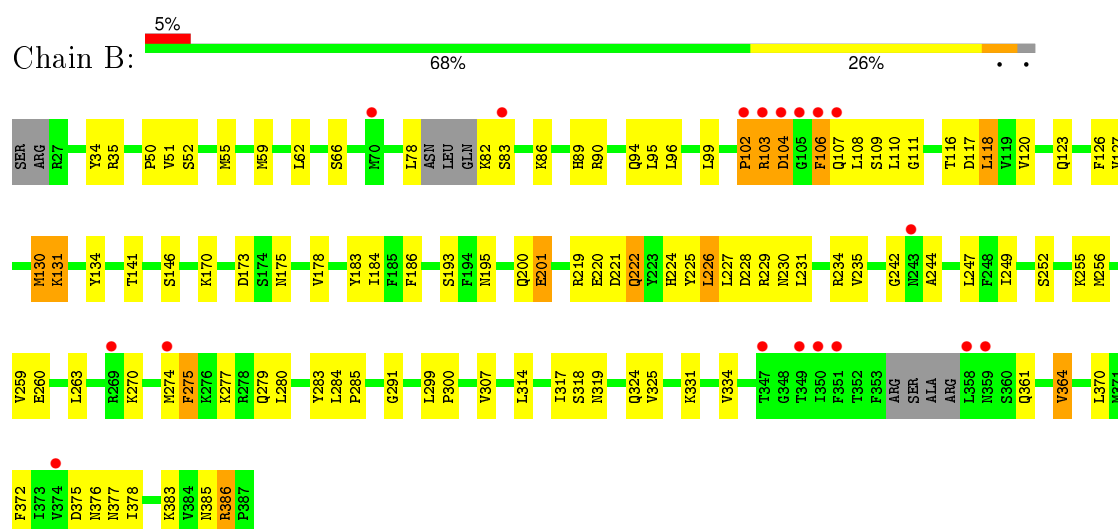 5%
Chain B:
68% 26% • •
SER ARG R27 Y34 R35 P50 V51 S52 M55 M59 L62 S66 M70 L78 ASN LEU GLN K82 S83 K86 H89 R90 Q94 L95 L96 L99 P102 R103 D104 G105 F106 Q107 L108 S109 L110 G111 T116 D117 L118 V119 V120 Q123 F126 V127
M130 K131 Y134 T141 S146 K170 D173 S174 N175 V178 Y183 I184 F185 F186 S193 F194 N195 Q200 E201 R219 E220 D221 Q222 Y223 H224 Y225 L226 L227 D228 R229 N230 L231 R234 V235 G242 N243 A244 L247 F248 I249 S252 K255 M256
V259 E260 L263 R269 K270 M274 F275 K276 K277 R278 Q279 L280 Y283 L284 P285 G291 L299 P300 V307 L314 I317 S318 N319 Q324 V325 K331 V334 T347 G348 T349 I350 F351 T352 F353 ARG SER ALA ARG L358 N359 S360 Q361 V364 L370 M371
F372 I373 V374 D375 N376 N377 I378 K383 V384 N385 R386 P387